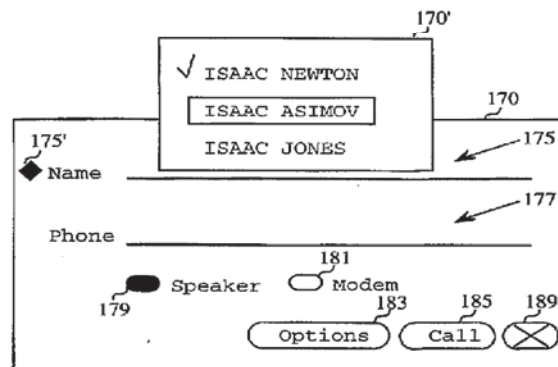 170'
ISAAC NEWTON
ISAAC ASIMOV
170
175'
ISAAC JONES
175
Name
177
Phone
181
Speaker
Modem
179
183
185
189
Options
Call